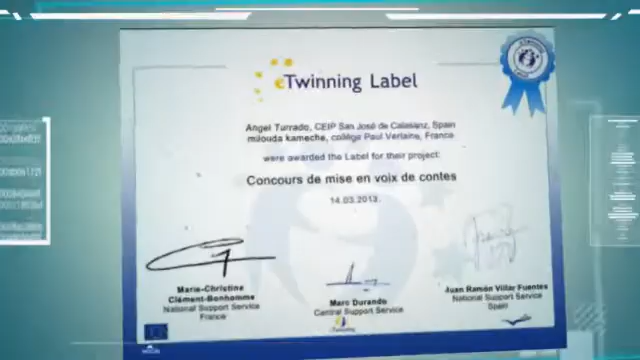 eTwinning Label
Angel Turrado, CEIP San José de Calasanz, Spain
milouda kameche, collège Paul Verlaine, France
were awarded the Label for their project:
Concours de mise en voix de contes
14.03.2013
Marie-Christine
Clément-Bonhomme
National Support Service
France
Marc Durando
Central Support Service
Juan Ramón Villar Fuentes
National Support Service
Spain